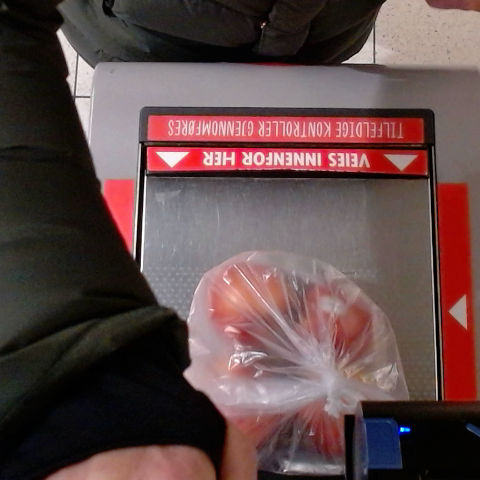 VEIES INNENFOR HER
TILFELDIGE KONTROLLER GJENNOMFØRES